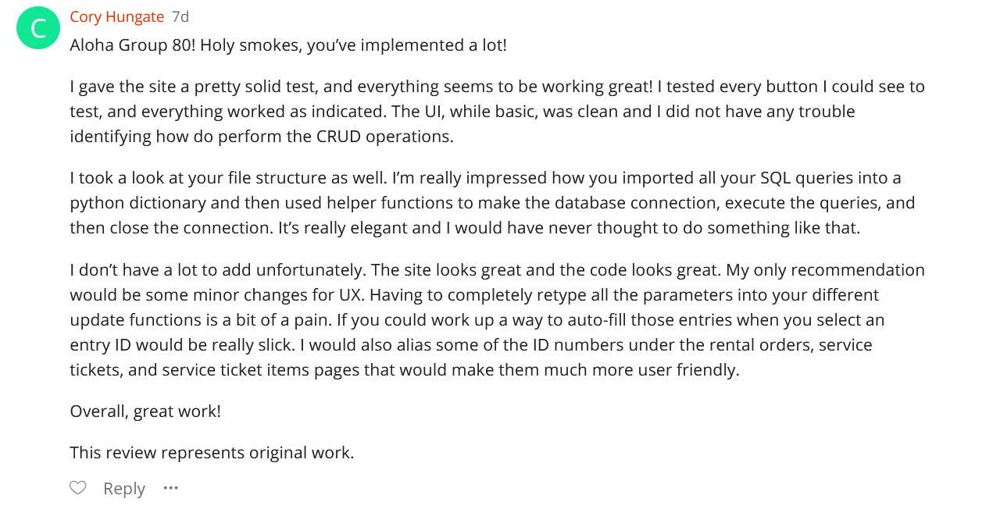 C
Cory Hungate 7d
Aloha Group 80! Holy smokes, you’ve implemented a lot!
I gave the site a pretty solid test, and everything seems to be working great! I tested every button I could see to
test, and everything worked as indicated. The UI, while basic, was clean and I did not have any trouble
identifying how do perform the CRUD operations.
I took a look at your file structure as well. I’m really impressed how you imported all your SQL queries into a
python dictionary and then used helper functions to make the database connection, execute the queries, and
then close the connection. It’s really elegant and I would have never thought to do something like that.
I don’t have a lot to add unfortunately. The site looks great and the code looks great. My only recommendation
would be some minor changes for UX. Having to completely retype all the parameters into your different
update functions is a bit of a pain. If you could work up a way to auto-fill those entries when you select an
entry ID would be really slick. I would also alias some of the ID numbers under the rental orders, service
tickets, and service ticket items pages that would make them much more user friendly.
Overall, great work!
This review represents original work.
Reply ···